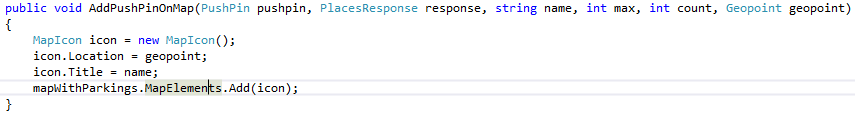 public void AddPushPinOnMap(PushPin pushpin, PlacesResponse response, string name, int max, int count, Geopoint geopoint)
{
    MapIcon icon = new MapIcon();
    icon.Location = geopoint;
    icon.Title = name;
    mapWithParkings.MapElements.Add(icon);
}